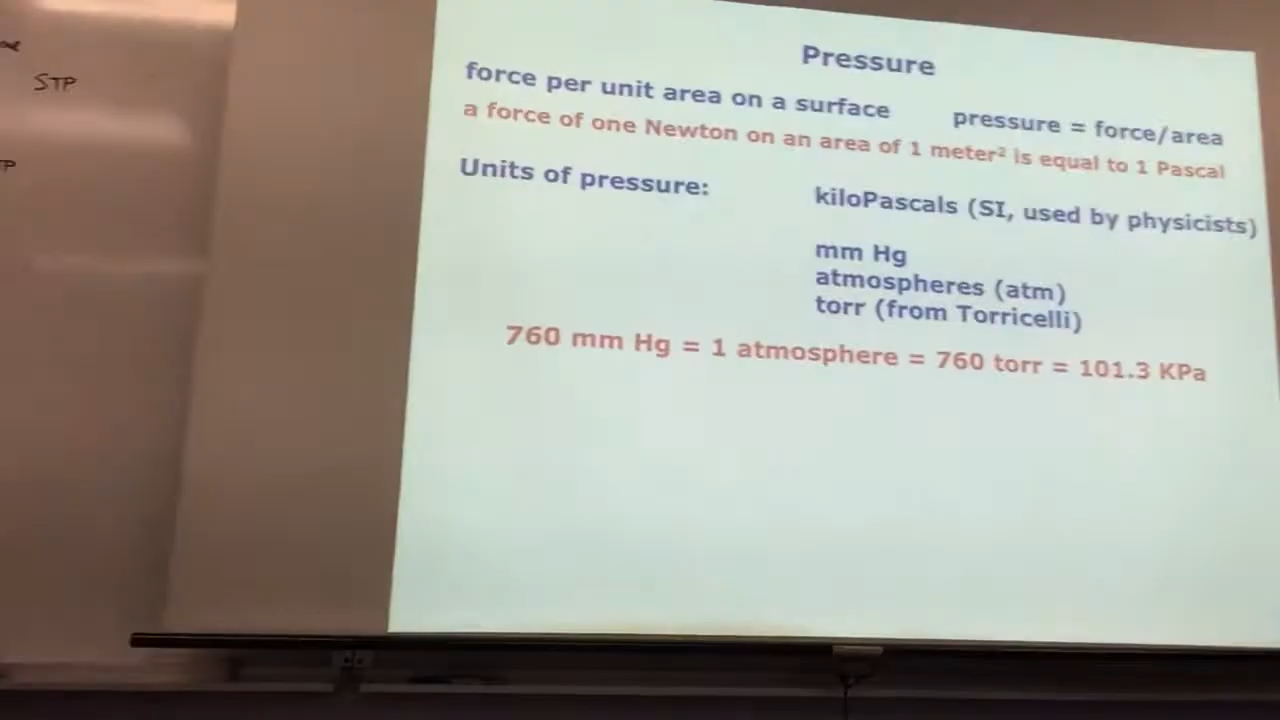 STP
Pressure
force per unit area on a surface pressure = force/area
a force of one Newton on an area of 1 meter² is equal to 1 Pascal
Units of pressure: kiloPascals (SI, used by physicists)
mm Hg
atmospheres (atm)
torr (from Torricelli)
760 mm Hg = 1 atmosphere = 760 torr = 101.3 KPa